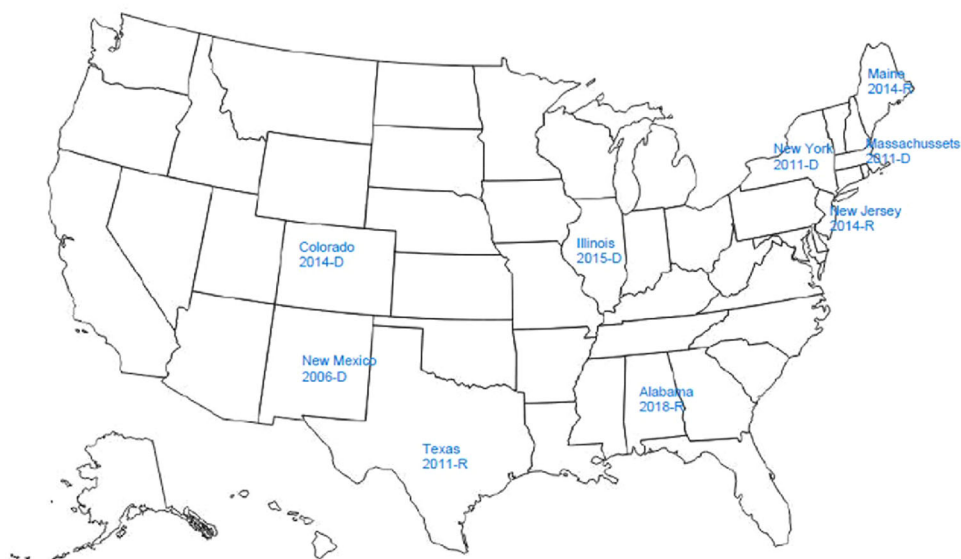 Maine
2014-R
New York
2011-D
Massachussets
2011-D
New Jersey
2014-R
Colorado
2014-D
Illinois
2015-D
New Mexico
2006-D
Alabama
2018-R
Texas
2011-R